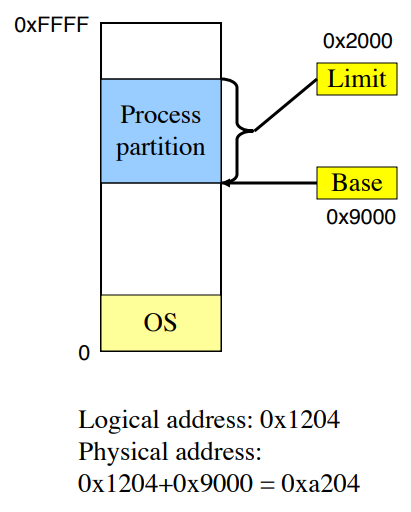 0xFFFF
0x2000
Limit
Process
partition
Base
0x9000
OS
0
Logical address: 0x1204
Physical address:
0x1204+0x9000 = 0xa204